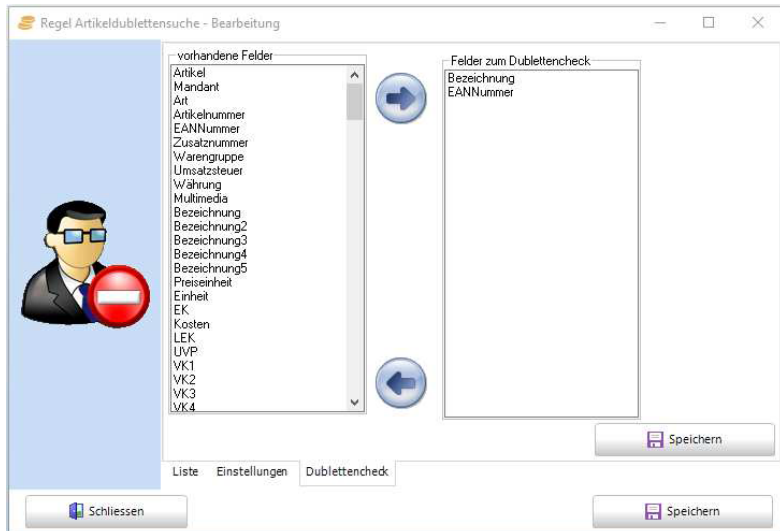 Regel Artikeldublettensuche - Bearbeitung
vorhandene Felder
Artikel
Mandant
Art
Artikelnummer
EANNummer
Zusatznummer
Warengruppe
Umsatzsteuer
Währung
Multimedia
Bezeichnung
Bezeichnung2
Bezeichnung3
Bezeichnung4
Bezeichnung5
Preiseinheit
Einheit
EK
Kosten
LEK
UVP
VK1
VK2
VK3
VK4
Felder zum Dublettencheck
Bezeichnung
EANNummer
Speichern
Liste Einstellungen Dublettencheck
Schliessen Speichern